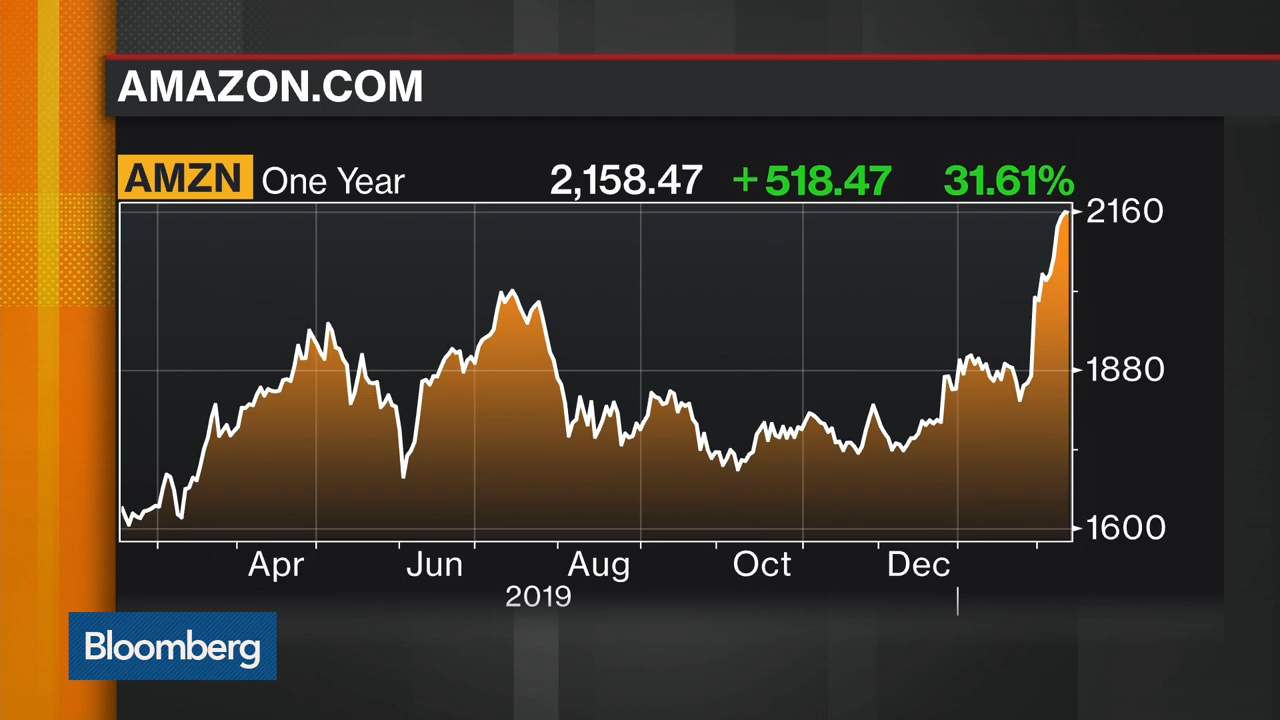 AMAZON.COM
AMZN One Year 2,158.47 +518.47 31.61%
2160
1880
1600
Apr Jun Aug Oct Dec
2019
Bloomberg